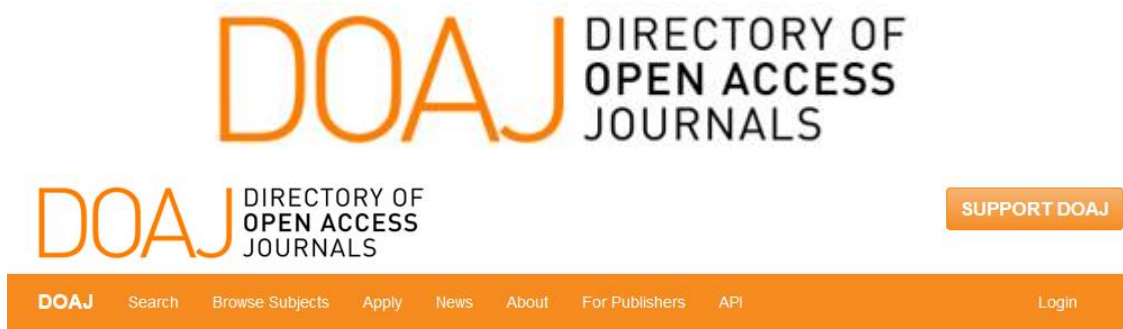 DOAJ
DIRECTORY OF
OPEN ACCESS
JOURNALS
DOAJ
DIRECTORY OF
OPEN ACCESS
JOURNALS
SUPPORT DOAJ
DOAJ Search Browse Subjects Apply News About For Publishers API Login